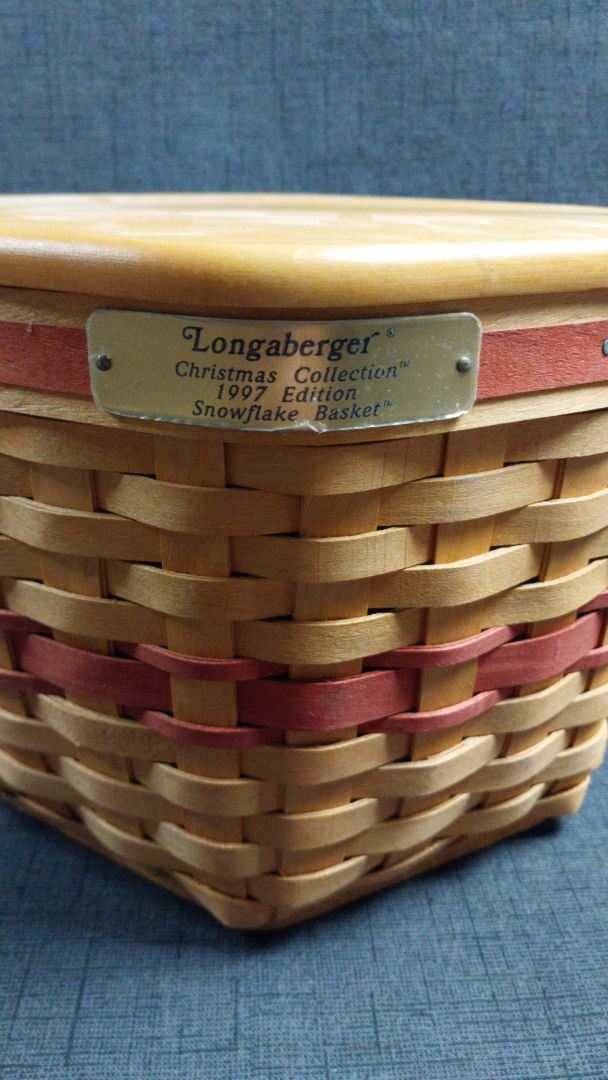 Longaberger®
Christmas Collection™
1997 Edition
Snowflake Basket™